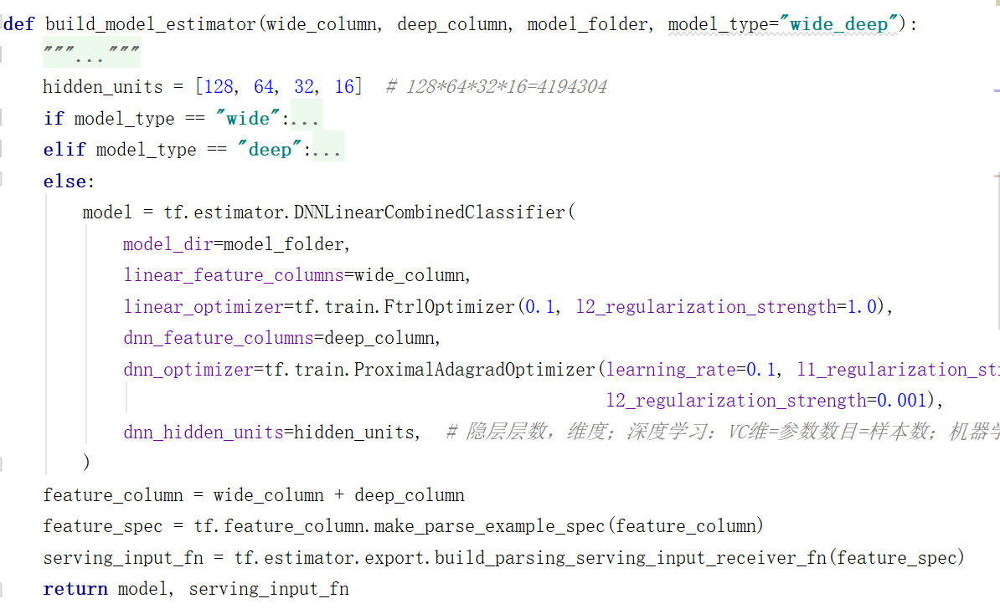 def build_model_estimator(wide_column, deep_column, model_folder, model_type="wide_deep"):
"""..."""
hidden_units = [128, 64, 32, 16]  # 128*64*32*16=4194304
if model_type == "wide":...
elif model_type == "deep":...
else:
model = tf.estimator.DNNLinearCombinedClassifier(
model_dir=model_folder,
linear_feature_columns=wide_column,
linear_optimizer=tf.train.FtrlOptimizer(0.1, l2_regularization_strength=1.0),
dnn_feature_columns=deep_column,
dnn_optimizer=tf.train.ProximalAdagradOptimizer(learning_rate=0.1, l1_regularization_st
l2_regularization_strength=0.001),
dnn_hidden_units=hidden_units,  # 隐层层数，维度；深度学习：VC维=参数数目=样本数；机器
)
feature_column = wide_column + deep_column
feature_spec = tf.feature_column.make_parse_example_spec(feature_column)
serving_input_fn = tf.estimator.export.build_parsing_serving_input_receiver_fn(feature_spec)
return model, serving_input_fn